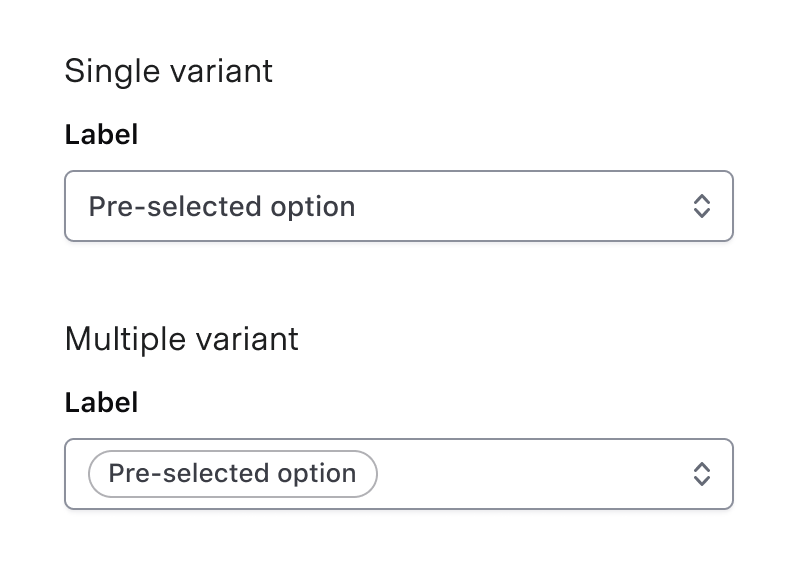 Single variant
Label
Pre-selected option
Multiple variant
Label
Pre-selected option